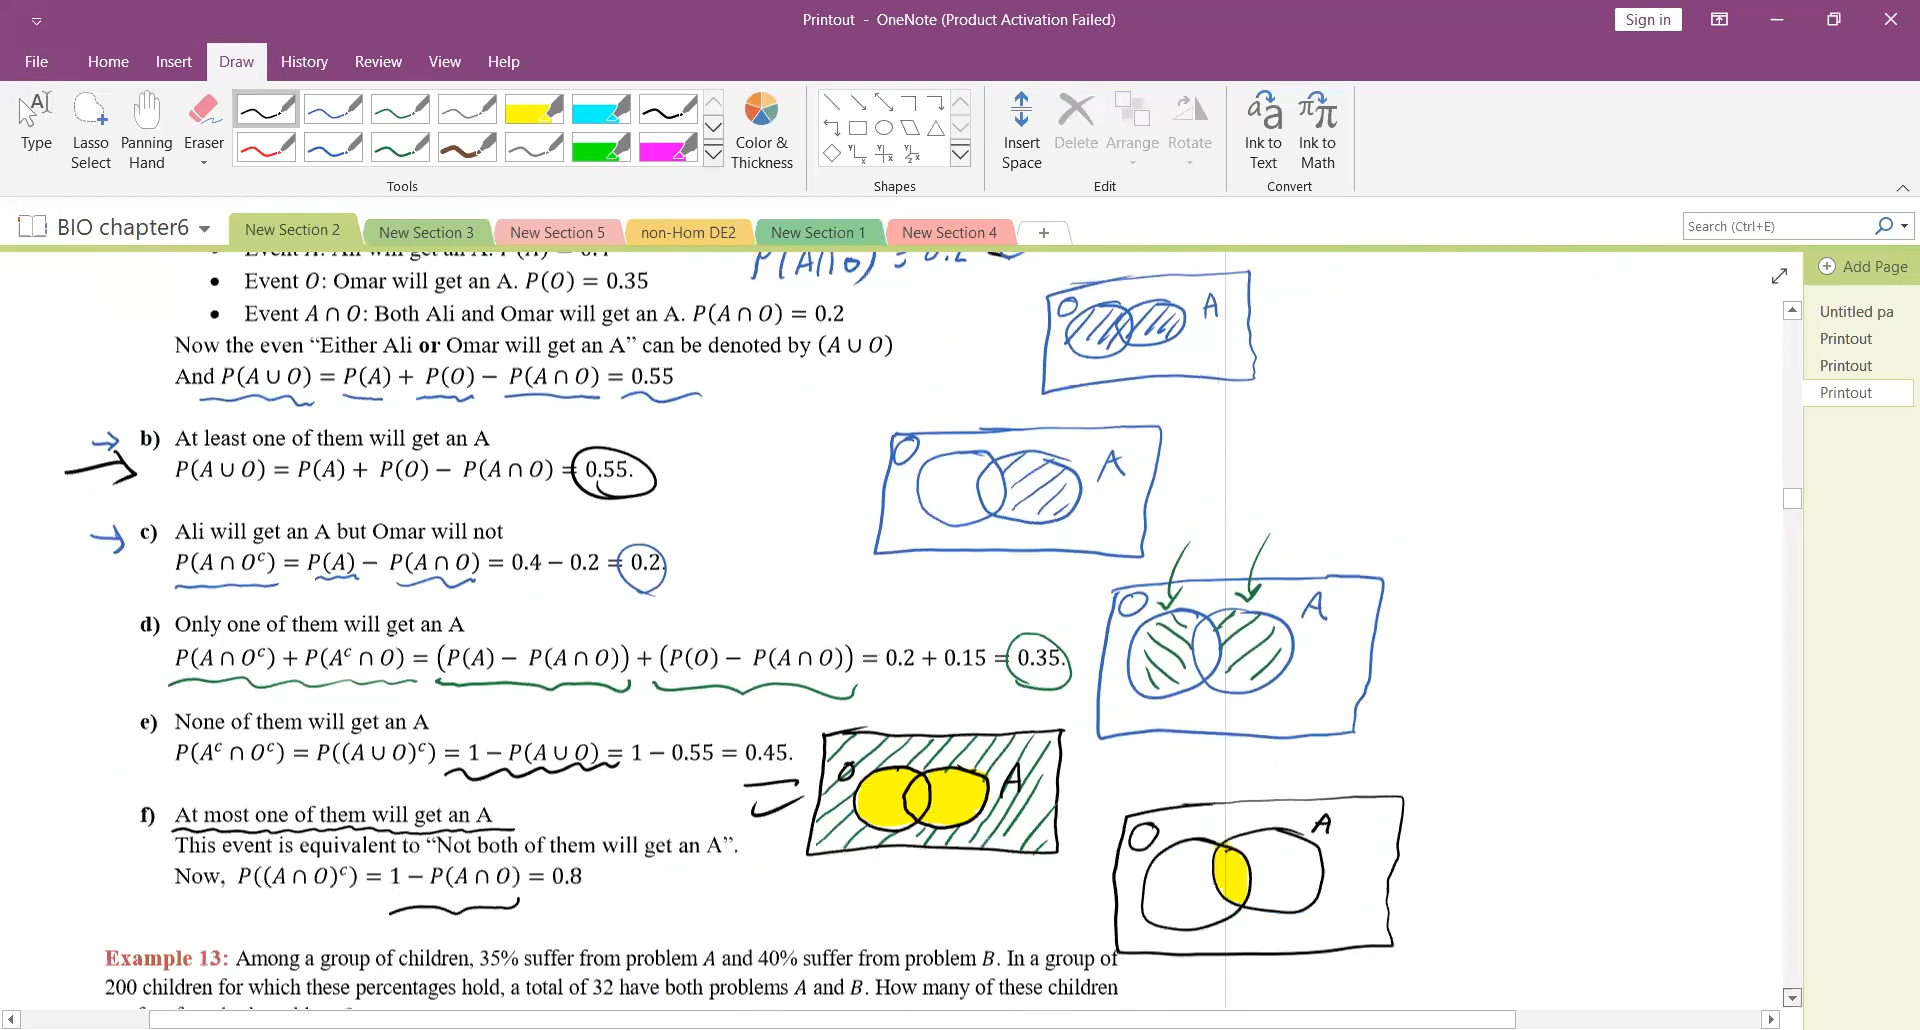 Printout - OneNote (Product Activation Failed)
Sign in
File Home Insert Draw History Review View Help
Type
Lasso Select
Panning Hand
Eraser
Color & Thickness
Insert Space
Delete
Arrange
Rotate
Ink to Text
Ink to Math
Tools
Shapes
Edit
Convert
BIO chapter6
New Section 2
New Section 3
New Section 5
non-Hom DE2
New Section 1
New Section 4
+
Search (Ctrl+E)
Add Page
Untitled pa
Printout
Printout
Printout
P(A∩O) = 0.2
• Event O: Omar will get an A. P(O) = 0.35
• Event A ∩ O: Both Ali and Omar will get an A. P(A ∩ O) = 0.2
Now the even “Either Ali or Omar will get an A” can be denoted by (A ∪ O)
And P(A ∪ O) = P(A) + P(O) − P(A ∩ O) = 0.55
O A
b) At least one of them will get an A
P(A ∪ O) = P(A) + P(O) − P(A ∩ O) = 0.55.
O A
c) Ali will get an A but Omar will not
P(A ∩ Oᶜ) = P(A) − P(A ∩ O) = 0.4 − 0.2 = 0.2.
d) Only one of them will get an A
P(A ∩ Oᶜ) + P(Aᶜ ∩ O) = (P(A) − P(A ∩ O)) + (P(O) − P(A ∩ O)) = 0.2 + 0.15 = 0.35.
O A
e) None of them will get an A
P(Aᶜ ∩ Oᶜ) = P((A ∪ O)ᶜ) = 1 − P(A ∪ O) = 1 − 0.55 = 0.45.
O A
f) At most one of them will get an A
This event is equivalent to “Not both of them will get an A”.
Now, P((A ∩ O)ᶜ) = 1 − P(A ∩ O) = 0.8
O A
Example 13: Among a group of children, 35% suffer from problem A and 40% suffer from problem B. In a group of
200 children for which these percentages hold, a total of 32 have both problems A and B. How many of these children